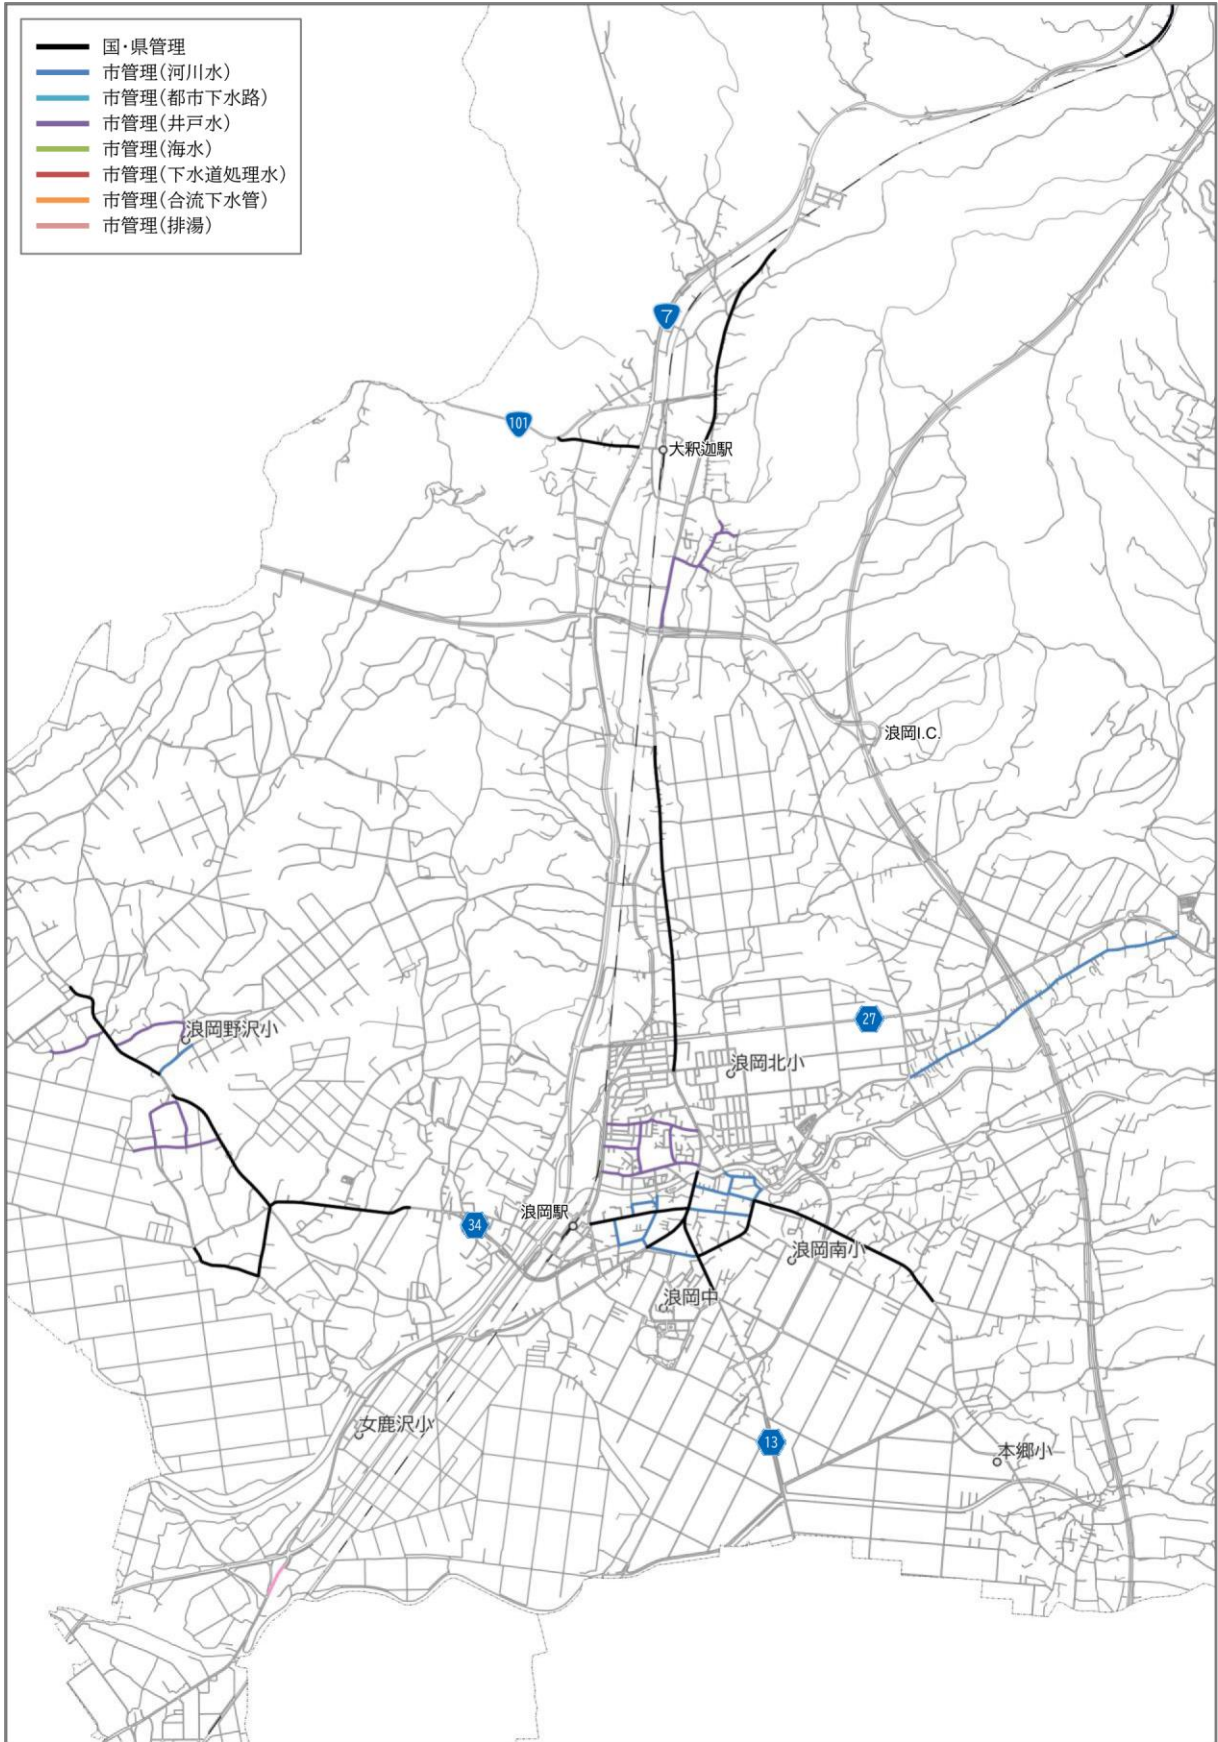 国・県管理
市管理(河川水)
市管理(都市下水路)
市管理(井戸水)
市管理(海水)
市管理(下水道処理水)
市管理(合流下水管)
市管理(排湯)
7
101
大釈迦駅
浪岡I.C.
27
浪岡野沢小
浪岡北小
浪岡駅
34
浪岡南小
浪岡中
女鹿沢小
13
本郷小